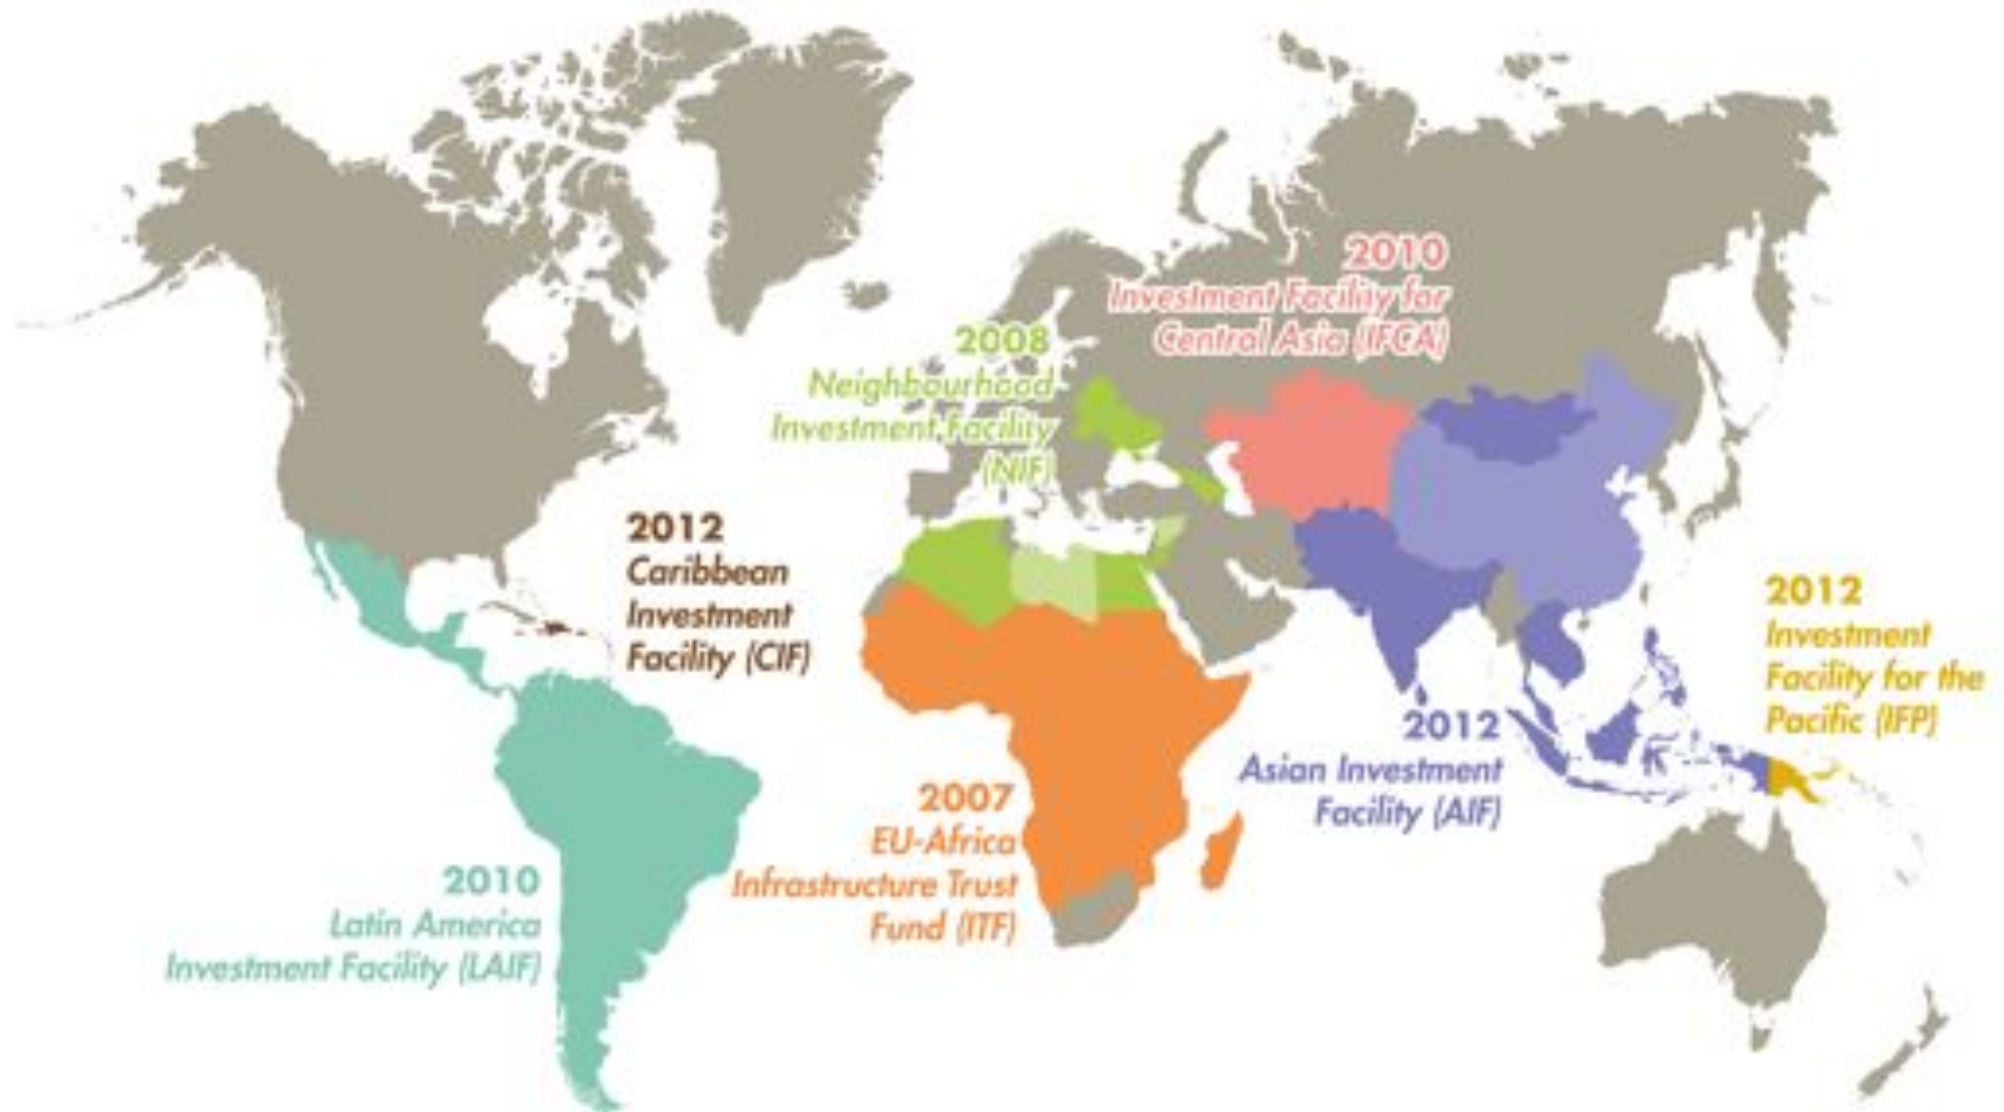 2010
Investment Facility for
Central Asia (IFCA)
2008
Neighbourhood
Investment Facility
(NIF)
2012
Caribbean
Investment
Facility (CIF)
2012
Investment
Facility for the
Pacific (IFP)
2012
Asian Investment
Facility (AIF)
2007
EU-Africa
Infrastructure Trust
Fund (ITF)
2010
Latin America
Investment Facility (LAIF)